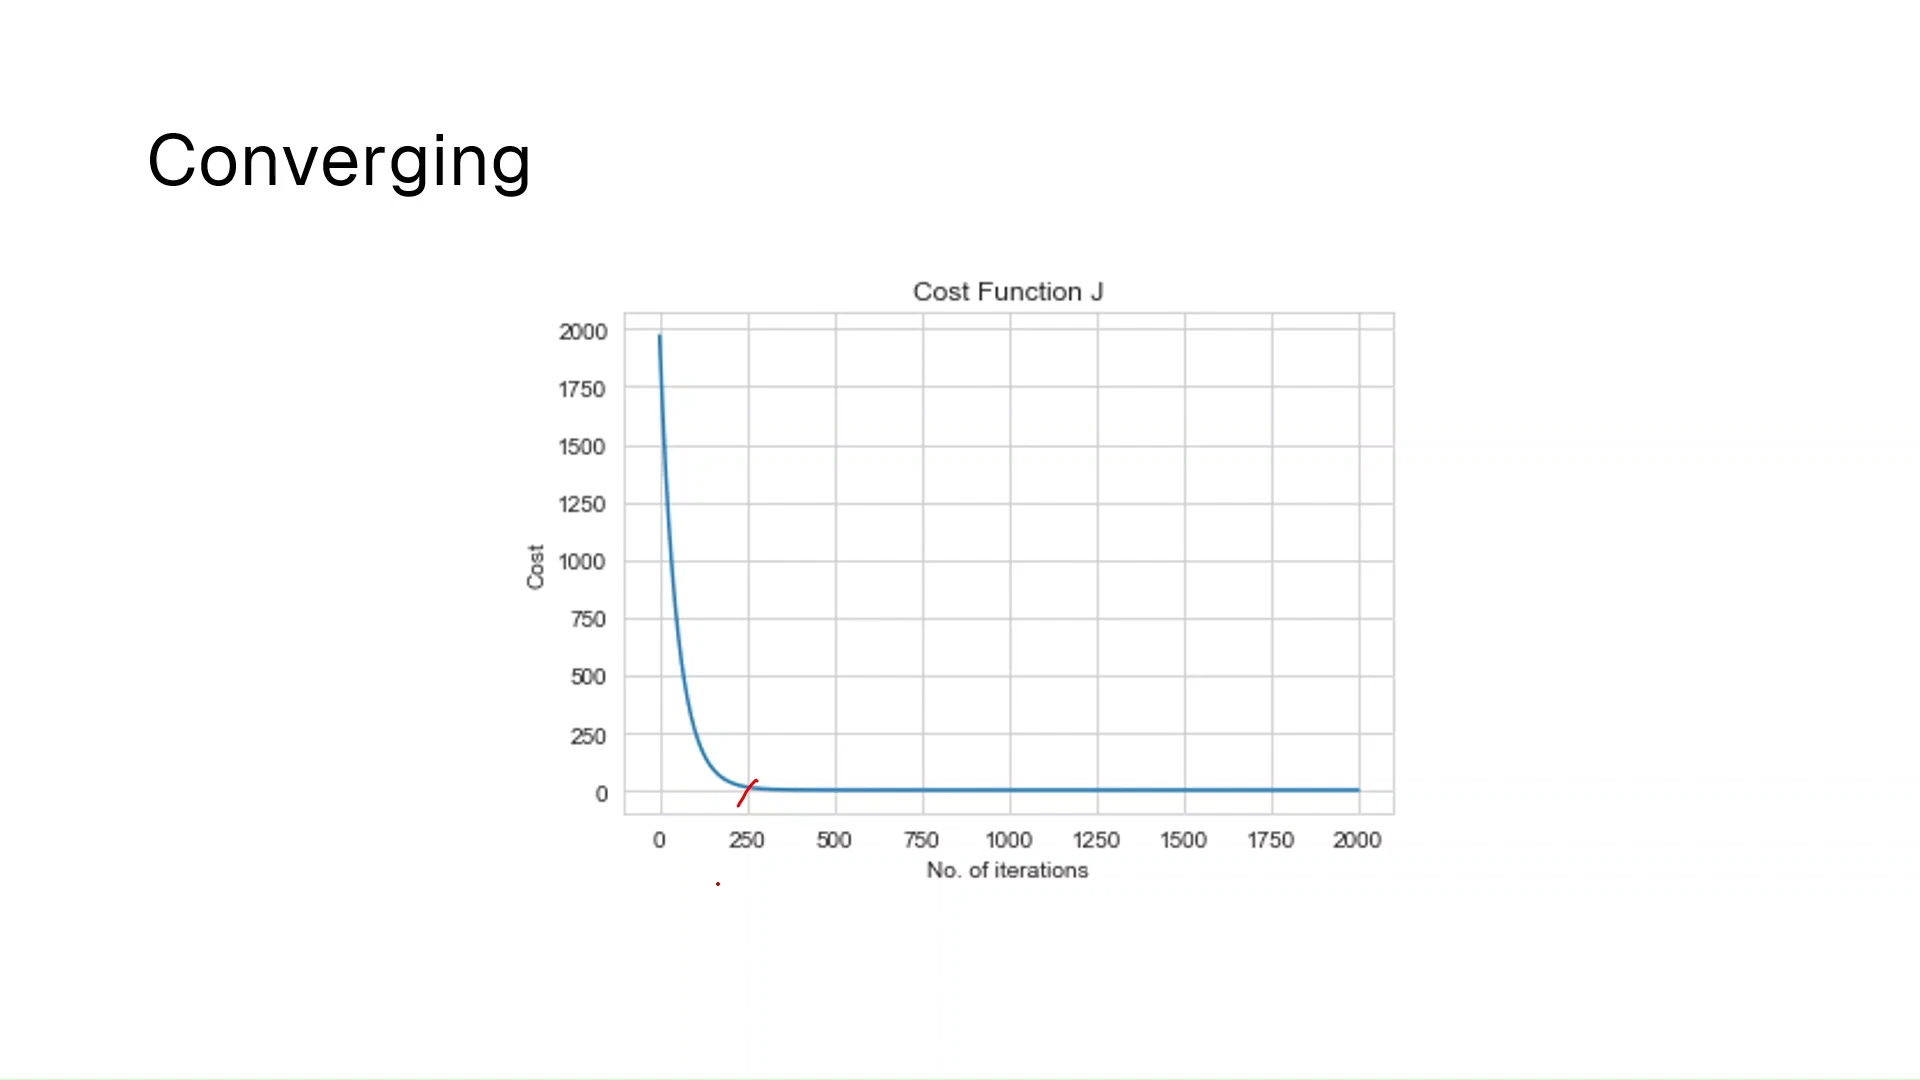 Converging
Cost Function J
2000
1750
1500
1250
1000
750
500
250
0
Cost
0 250 500 750 1000 1250 1500 1750 2000
No. of iterations